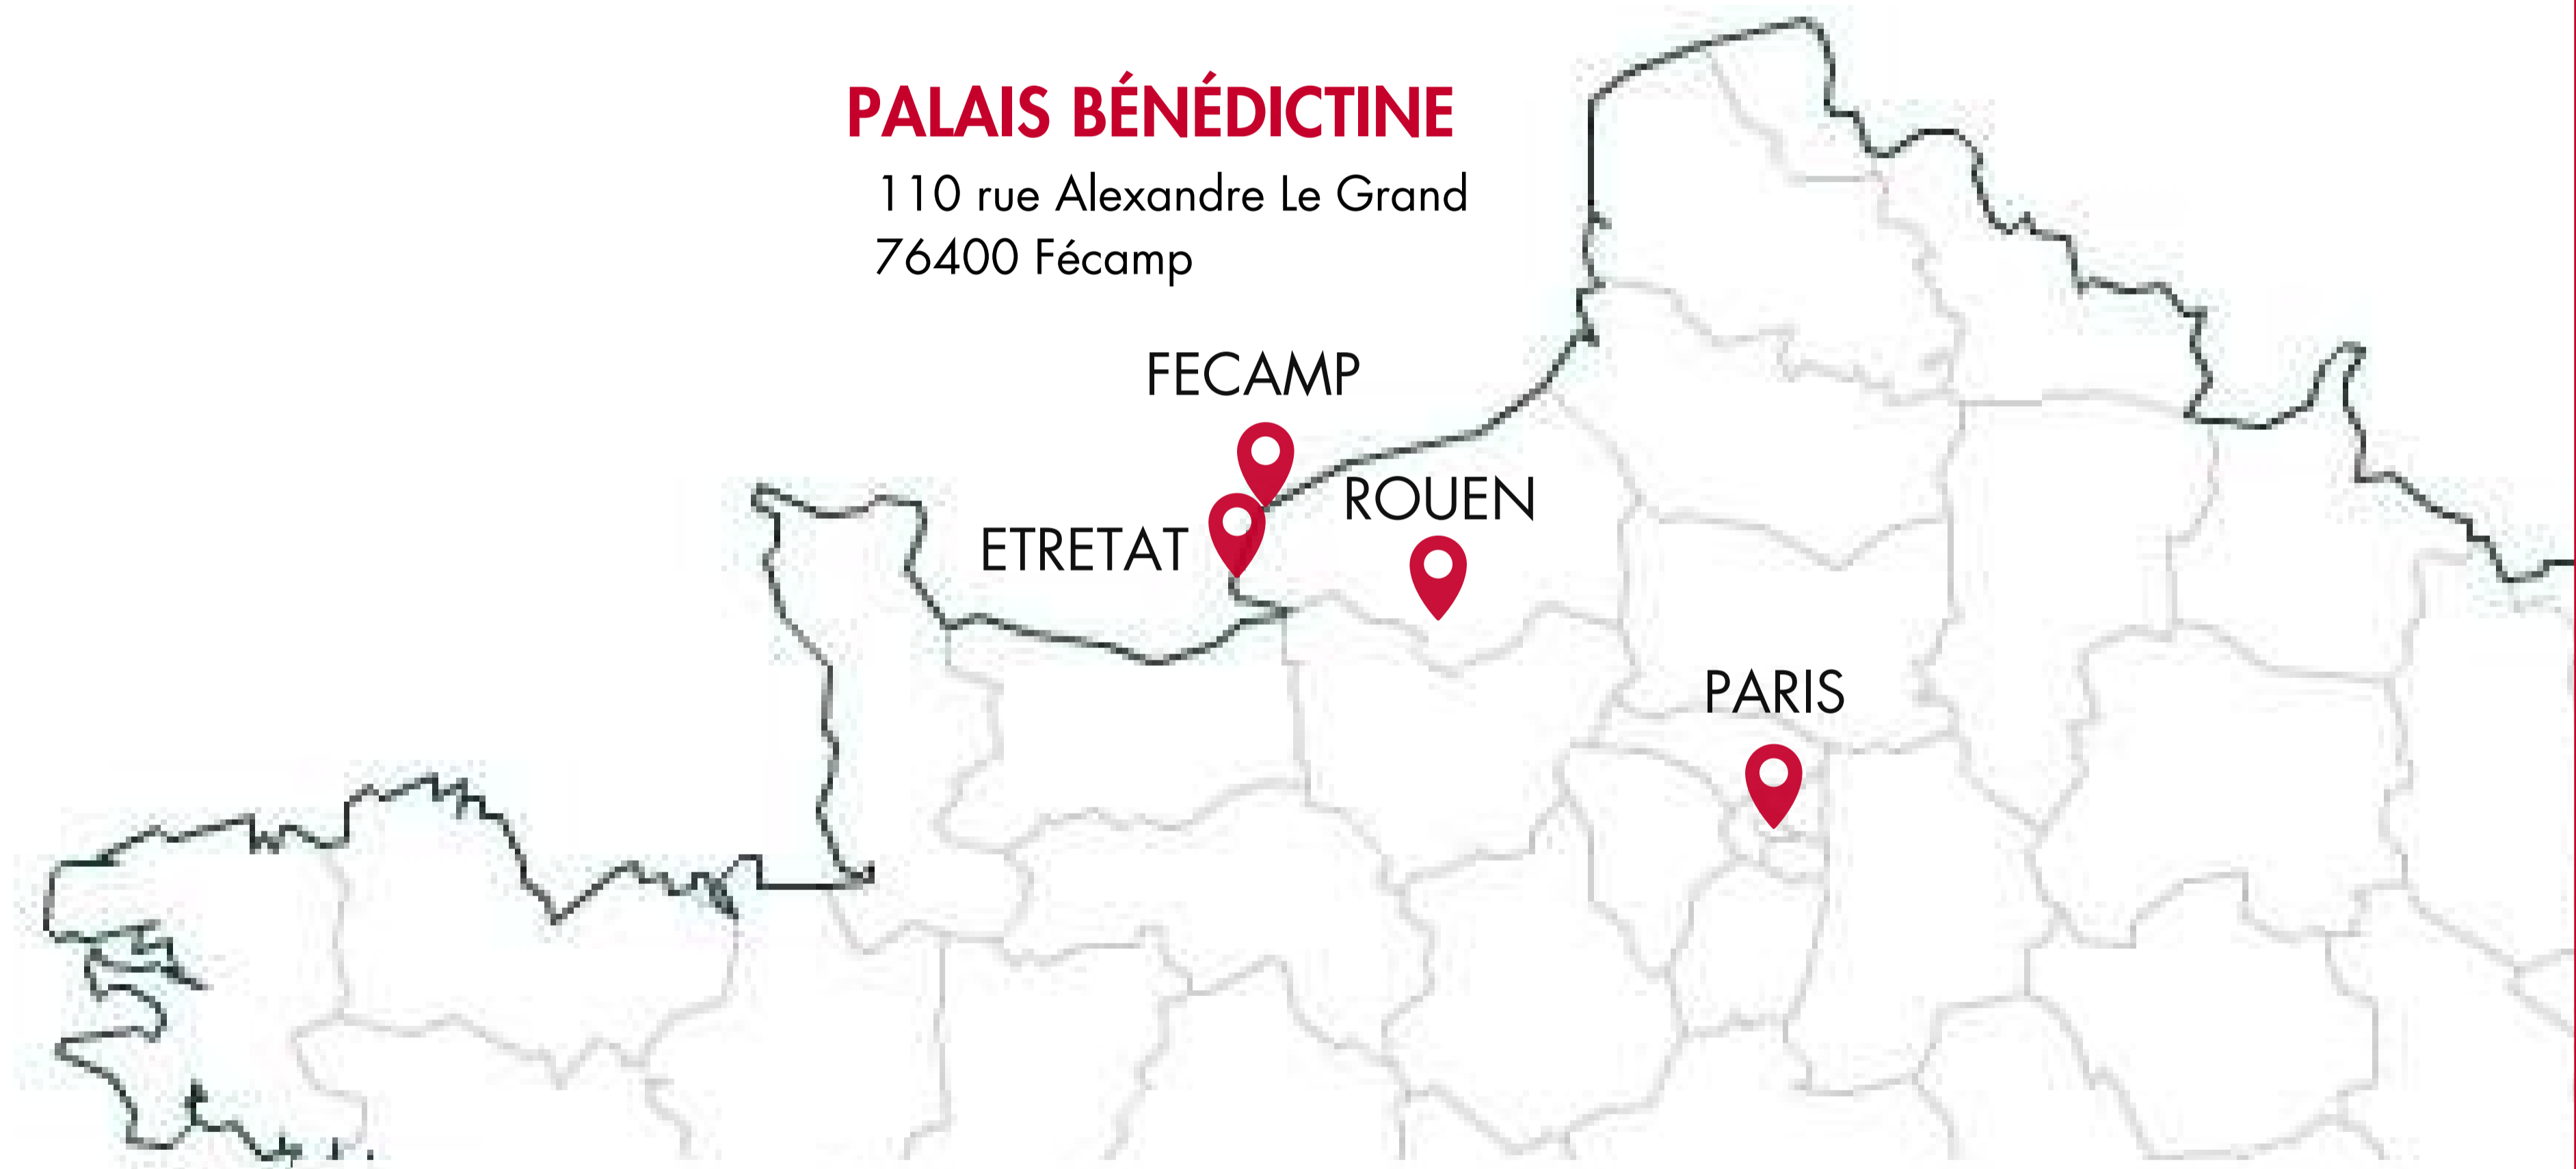 PALAIS BÉNÉDICTINE
110 rue Alexandre Le Grand
76400 Fécamp
FECAMP
ROUEN
ETRETAT
PARIS